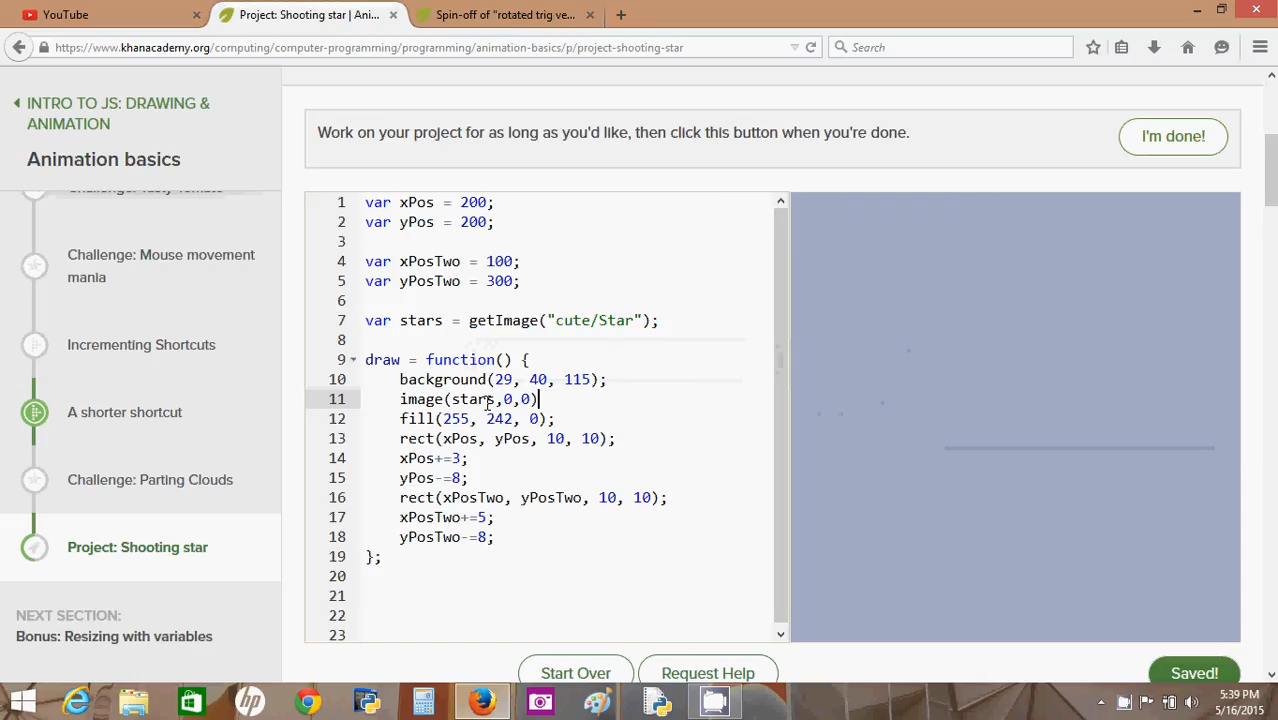 YouTube
Project: Shooting star | Ani...
Spin-off of "rotated trig ve...
https://www.khanacademy.org/computing/computer-programming/programming/animation-basics/p/project-shooting-star
Search
INTRO TO JS: DRAWING &
ANIMATION
Animation basics
Challenge: Tasty Tomato
Challenge: Mouse movement
mania
Incrementing Shortcuts
A shorter shortcut
Challenge: Parting Clouds
Project: Shooting star
NEXT SECTION:
Bonus: Resizing with variables
Work on your project for as long as you'd like, then click this button when you're done.
I'm done!
1 var xPos = 200;
2 var yPos = 200;
3
4 var xPosTwo = 100;
5 var yPosTwo = 300;
6
7 var stars = getImage("cute/Star");
8
9 draw = function() {
10 background(29, 40, 115);
11 image(stars,0,0)
12 fill(255, 242, 0);
13 rect(xPos, yPos, 10, 10);
14 xPos+=3;
15 yPos-=8;
16 rect(xPosTwo, yPosTwo, 10, 10);
17 xPosTwo+=5;
18 yPosTwo-=8;
19 };
20
21
22
23
Start Over
Request Help
Saved!
5:39 PM
5/16/2015